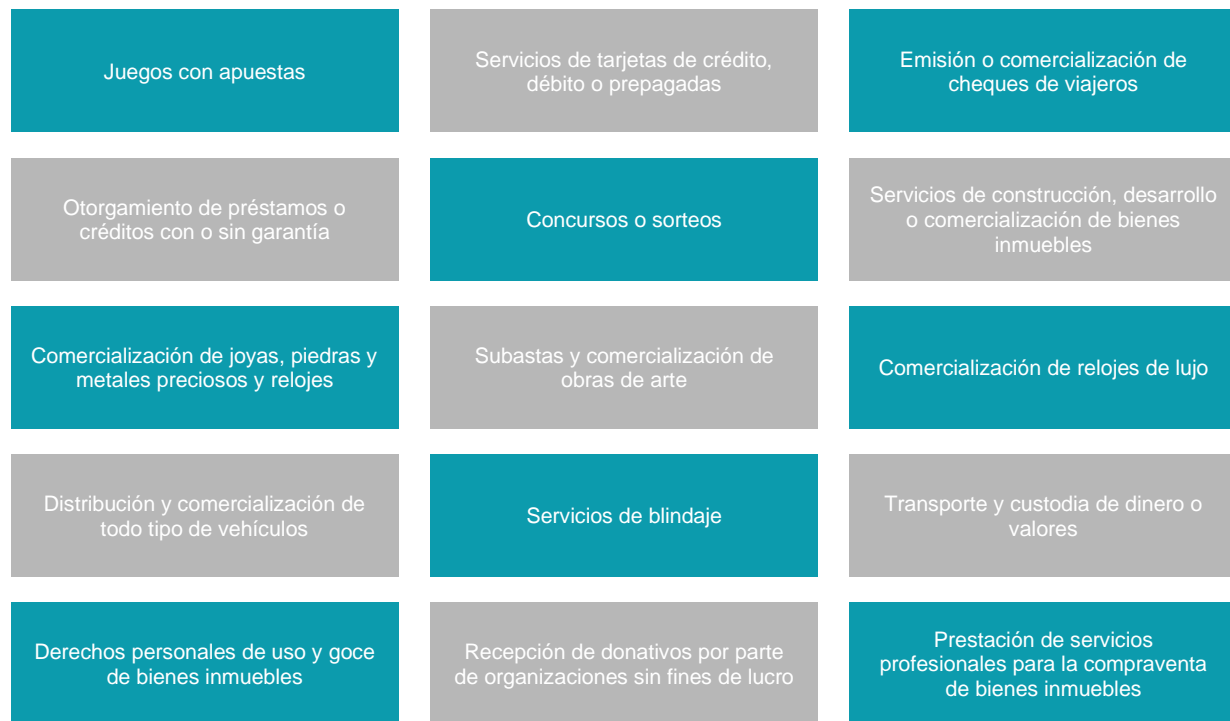 Juegos con apuestas
Servicios de tarjetas de crédito,
débito o prepagadas
Emisión o comercialización de
cheques de viajeros
Otorgamiento de préstamos o
créditos con o sin garantía
Concursos o sorteos
Servicios de construcción, desarrollo
o comercialización de bienes
inmuebles
Comercialización de joyas, piedras y
metales preciosos y relojes
Subastas y comercialización de
obras de arte
Comercialización de relojes de lujo
Distribución y comercialización de
todo tipo de vehículos
Servicios de blindaje
Transporte y custodia de dinero o
valores
Derechos personales de uso y goce
de bienes inmuebles
Recepción de donativos por parte
de organizaciones sin fines de lucro
Prestación de servicios
profesionales para la compraventa
de bienes inmuebles